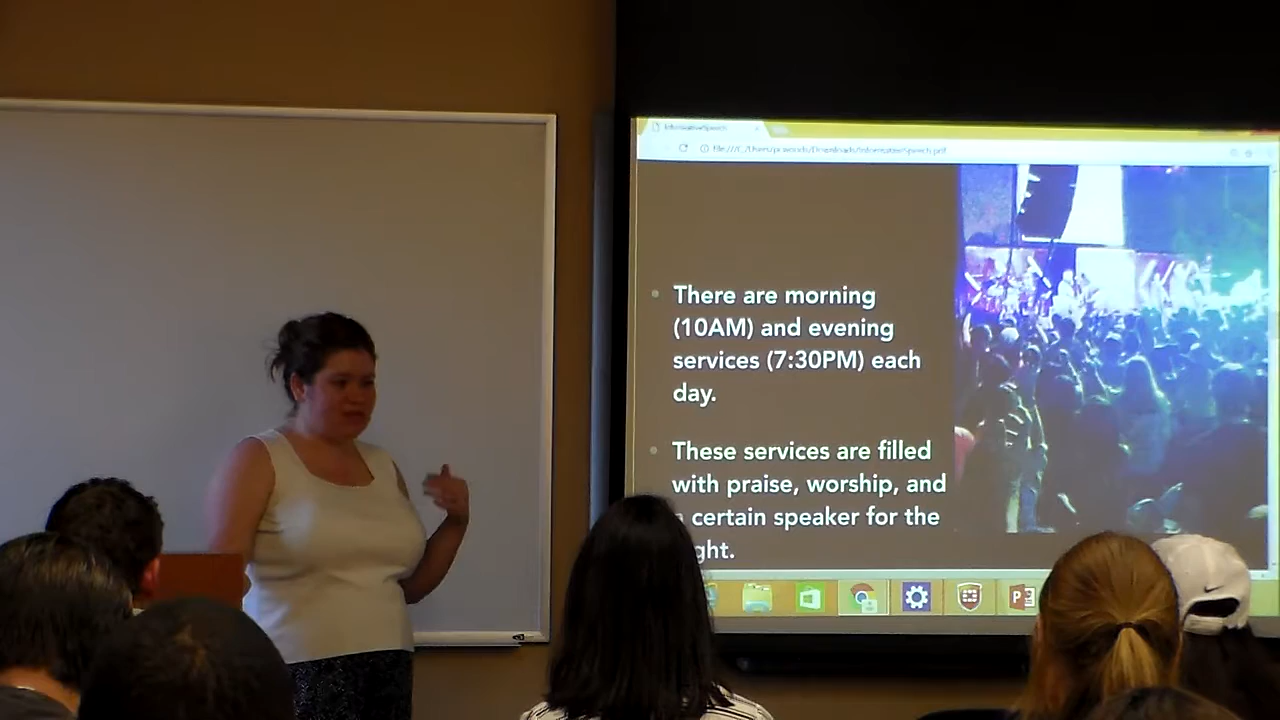 There are morning
(10AM) and evening
services (7:30PM) each
day.
These services are filled
with praise, worship, and
certain speaker for the